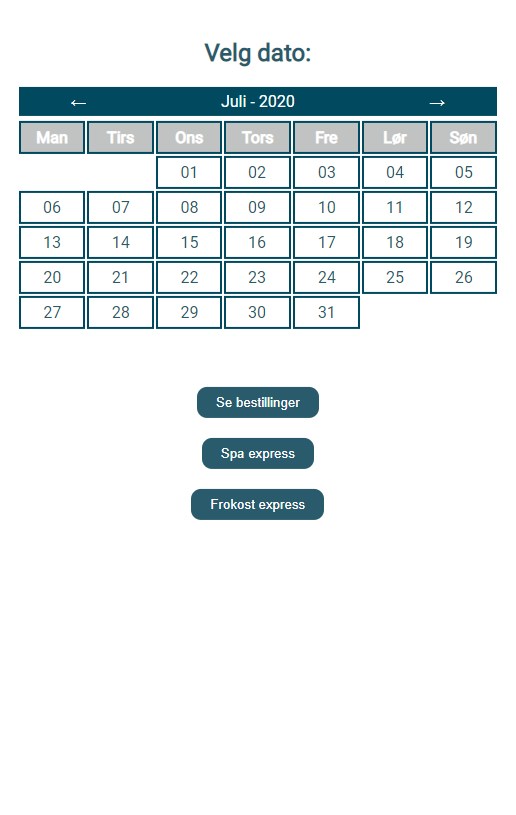 Velg dato:
← Juli - 2020 →
Man Tirs Ons Tors Fre Lør Søn
01 02 03 04 05
06 07 08 09 10 11 12
13 14 15 16 17 18 19
20 21 22 23 24 25 26
27 28 29 30 31
Se bestillinger
Spa express
Frokost express